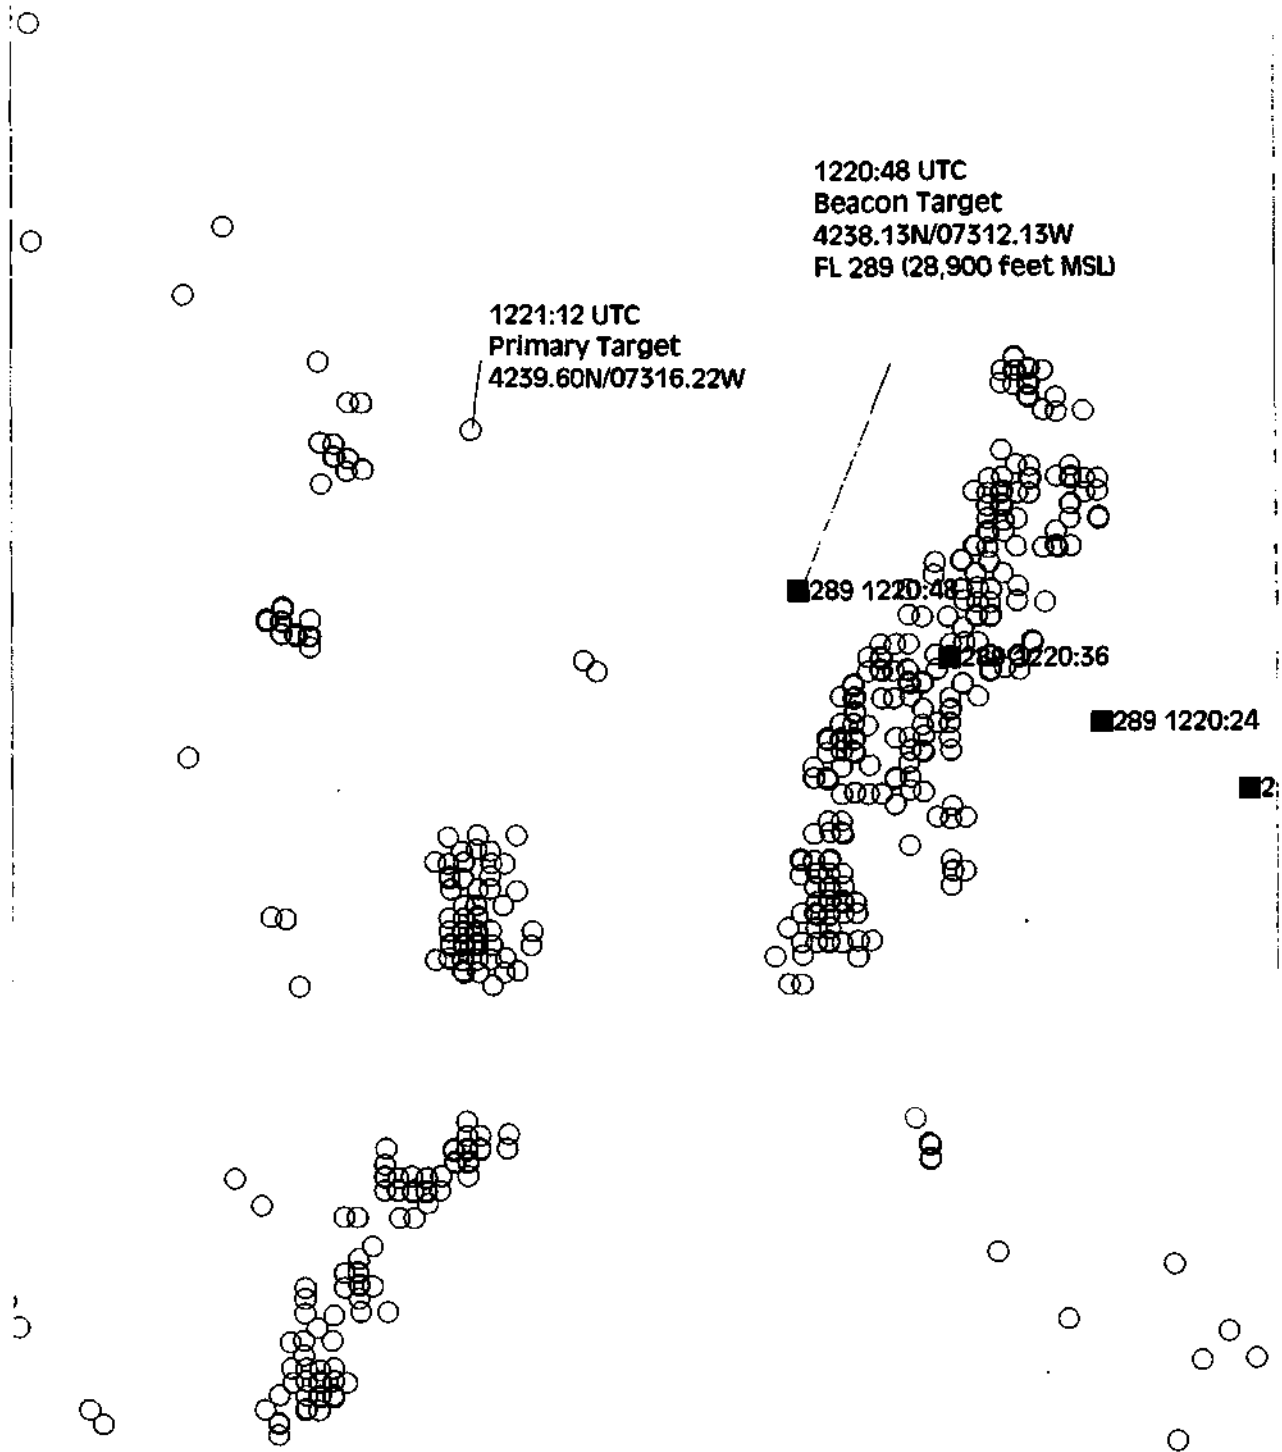 1220:48 UTC
Beacon Target
4238.13N/07312.13W
FL 289 (28,900 feet MSL)
1221:12 UTC
Primary Target
4239.60N/07316.22W
289 1220:48
289 1220:36
289 1220:24
2